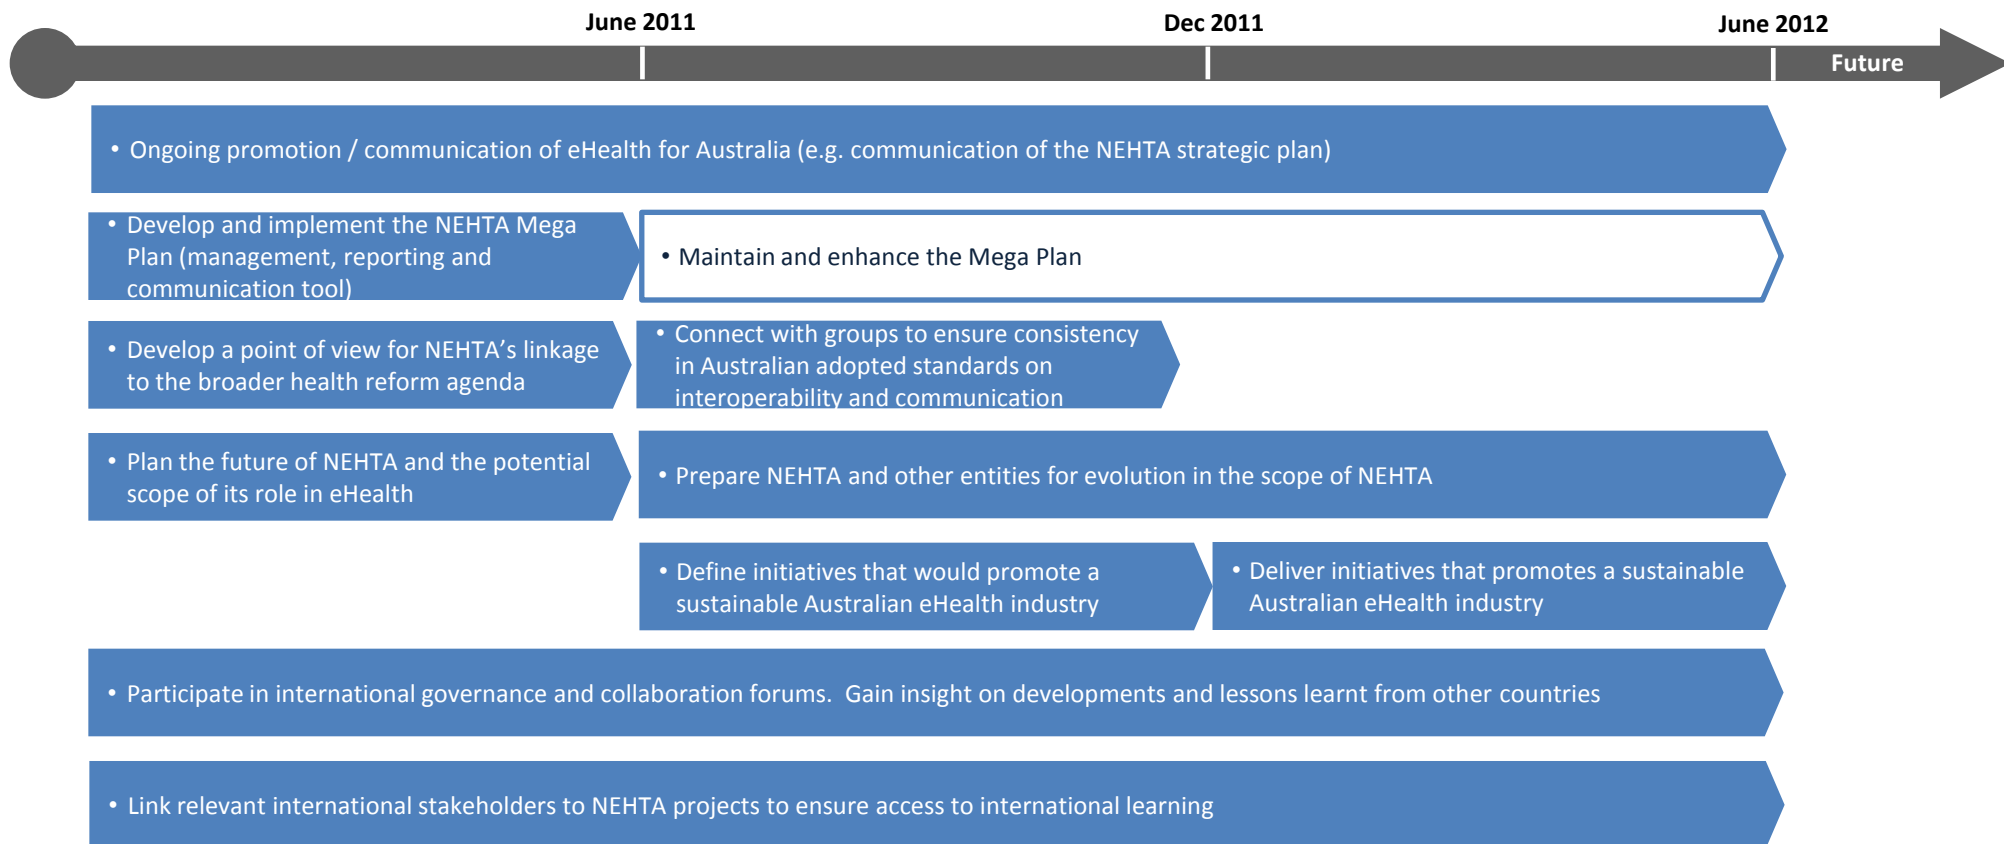 June 2011
Dec 2011
June 2012
Future
• Ongoing promotion / communication of eHealth for Australia (e.g. communication of the NEHTA strategic plan)
• Develop and implement the NEHTA Mega
Plan (management, reporting and
communication tool)
• Maintain and enhance the Mega Plan
• Develop a point of view for NEHTA’s linkage
to the broader health reform agenda
• Connect with groups to ensure consistency
in Australian adopted standards on
interoperability and communication
• Plan the future of NEHTA and the potential
scope of its role in eHealth
• Prepare NEHTA and other entities for evolution in the scope of NEHTA
• Define initiatives that would promote a
sustainable Australian eHealth industry
• Deliver initiatives that promotes a sustainable
Australian eHealth industry
• Participate in international governance and collaboration forums.  Gain insight on developments and lessons learnt from other countries
• Link relevant international stakeholders to NEHTA projects to ensure access to international learning